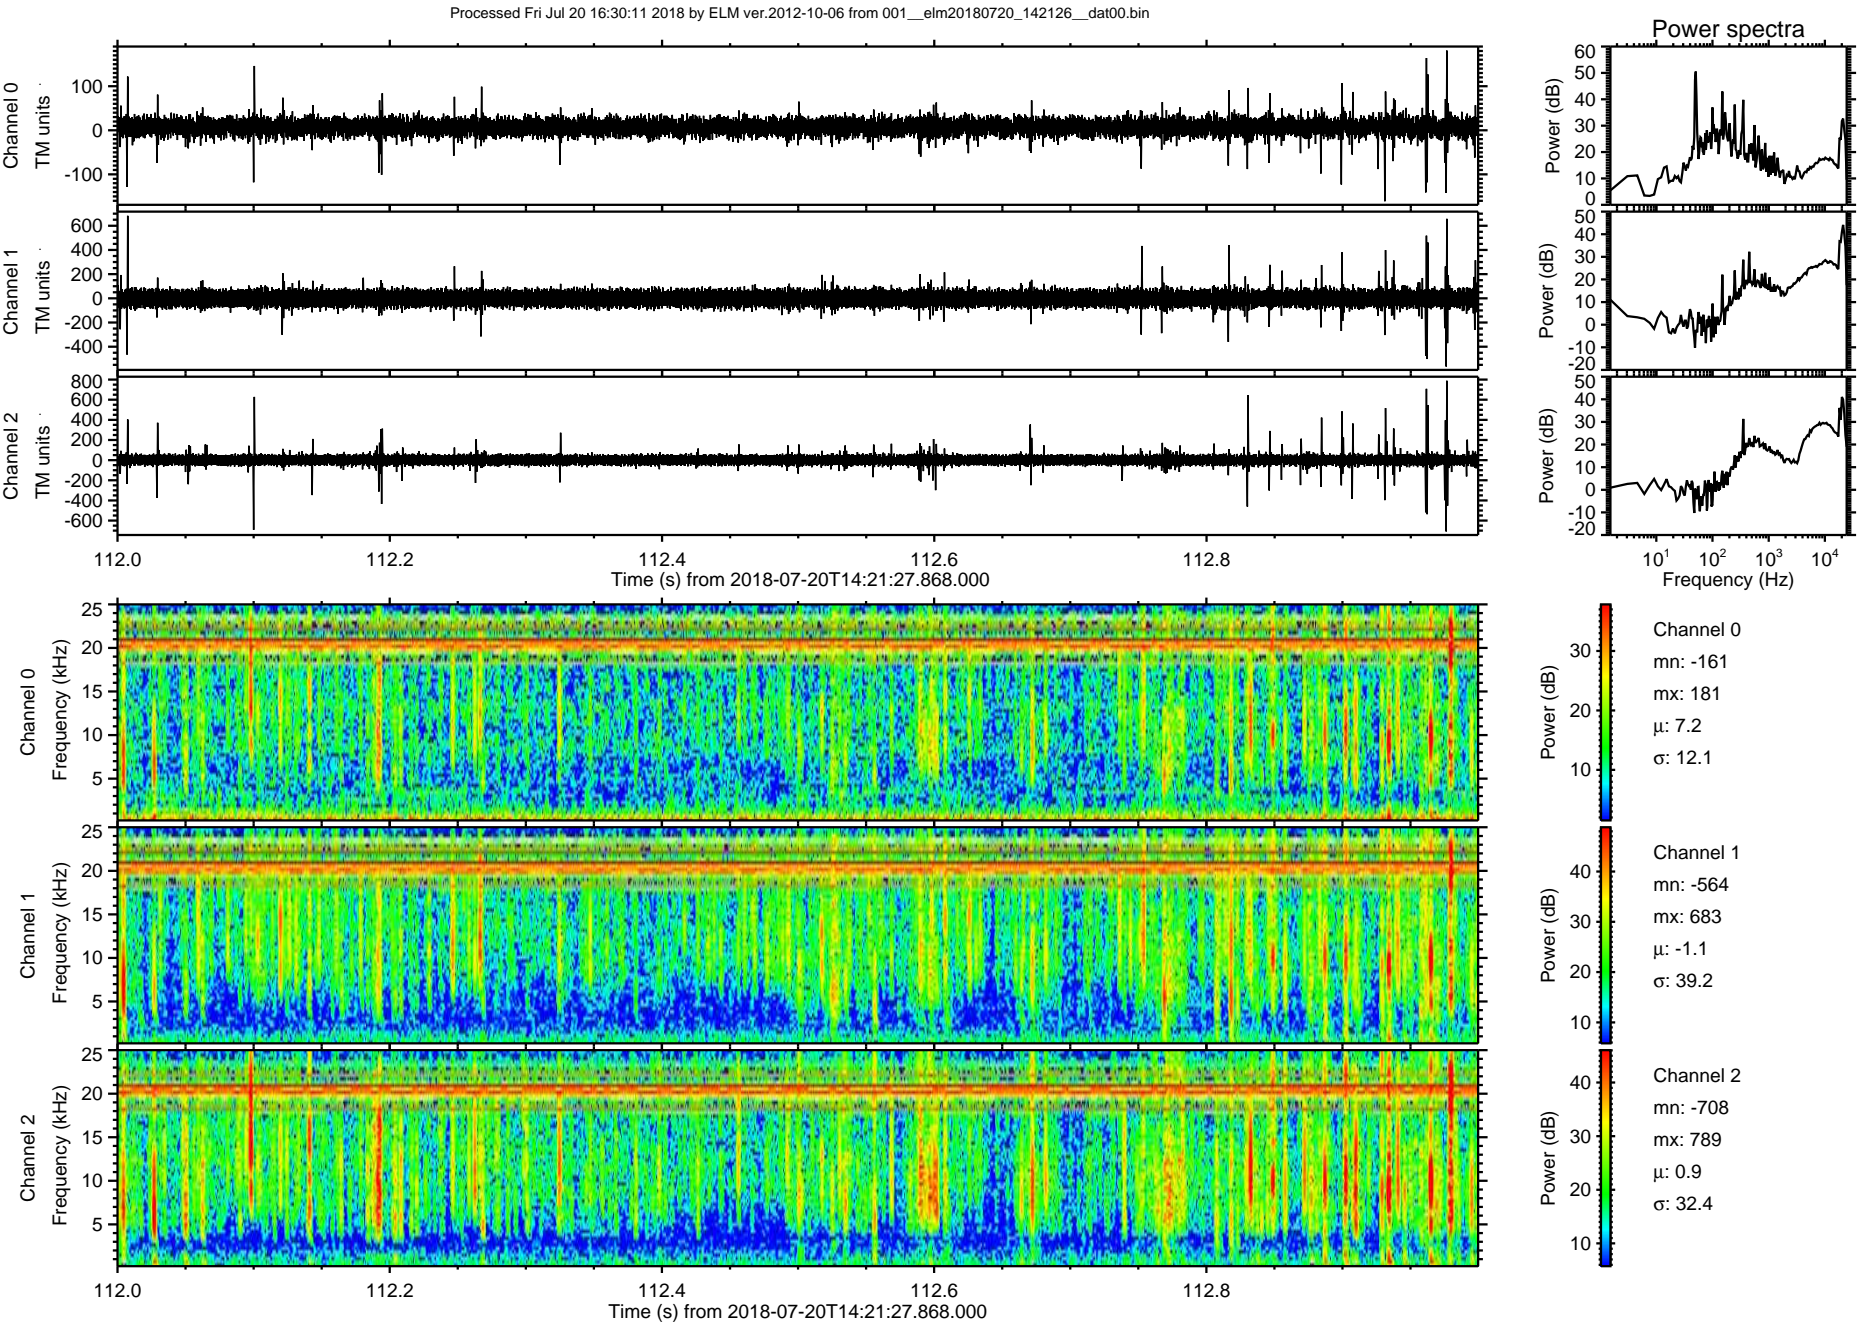 Processed Fri Jul 20 16:30:11 2018 by ELM ver.2012-10-06 from 001__elm20180720_142126__dat00.bin
Power spectra
Channel 0
TM units
100
0
-100
Power (dB)
60
50
40
30
20
10
0
Channel 1
TM units
600
400
200
0
-200
-400
Power (dB)
50
40
30
20
10
0
-10
-20
Channel 2
TM units
800
600
400
200
0
-200
-400
-600
Power (dB)
50
40
30
20
10
0
-10
-20
112.0 112.2 112.4 112.6 112.8
Time (s) from 2018-07-20T14:21:27.868.000
10¹ 10² 10³ 10⁴
Frequency (Hz)
Channel 0
Frequency (kHz)
25
20
15
10
5
Power (dB)
30
20
10
Channel 0
mn: -161
mx: 181
μ: 7.2
σ: 12.1
Channel 1
Frequency (kHz)
25
20
15
10
5
Power (dB)
40
30
20
10
Channel 1
mn: -564
mx: 683
μ: -1.1
σ: 39.2
Channel 2
Frequency (kHz)
25
20
15
10
5
Power (dB)
40
30
20
10
Channel 2
mn: -708
mx: 789
μ: 0.9
σ: 32.4
112.0 112.2 112.4 112.6 112.8
Time (s) from 2018-07-20T14:21:27.868.000